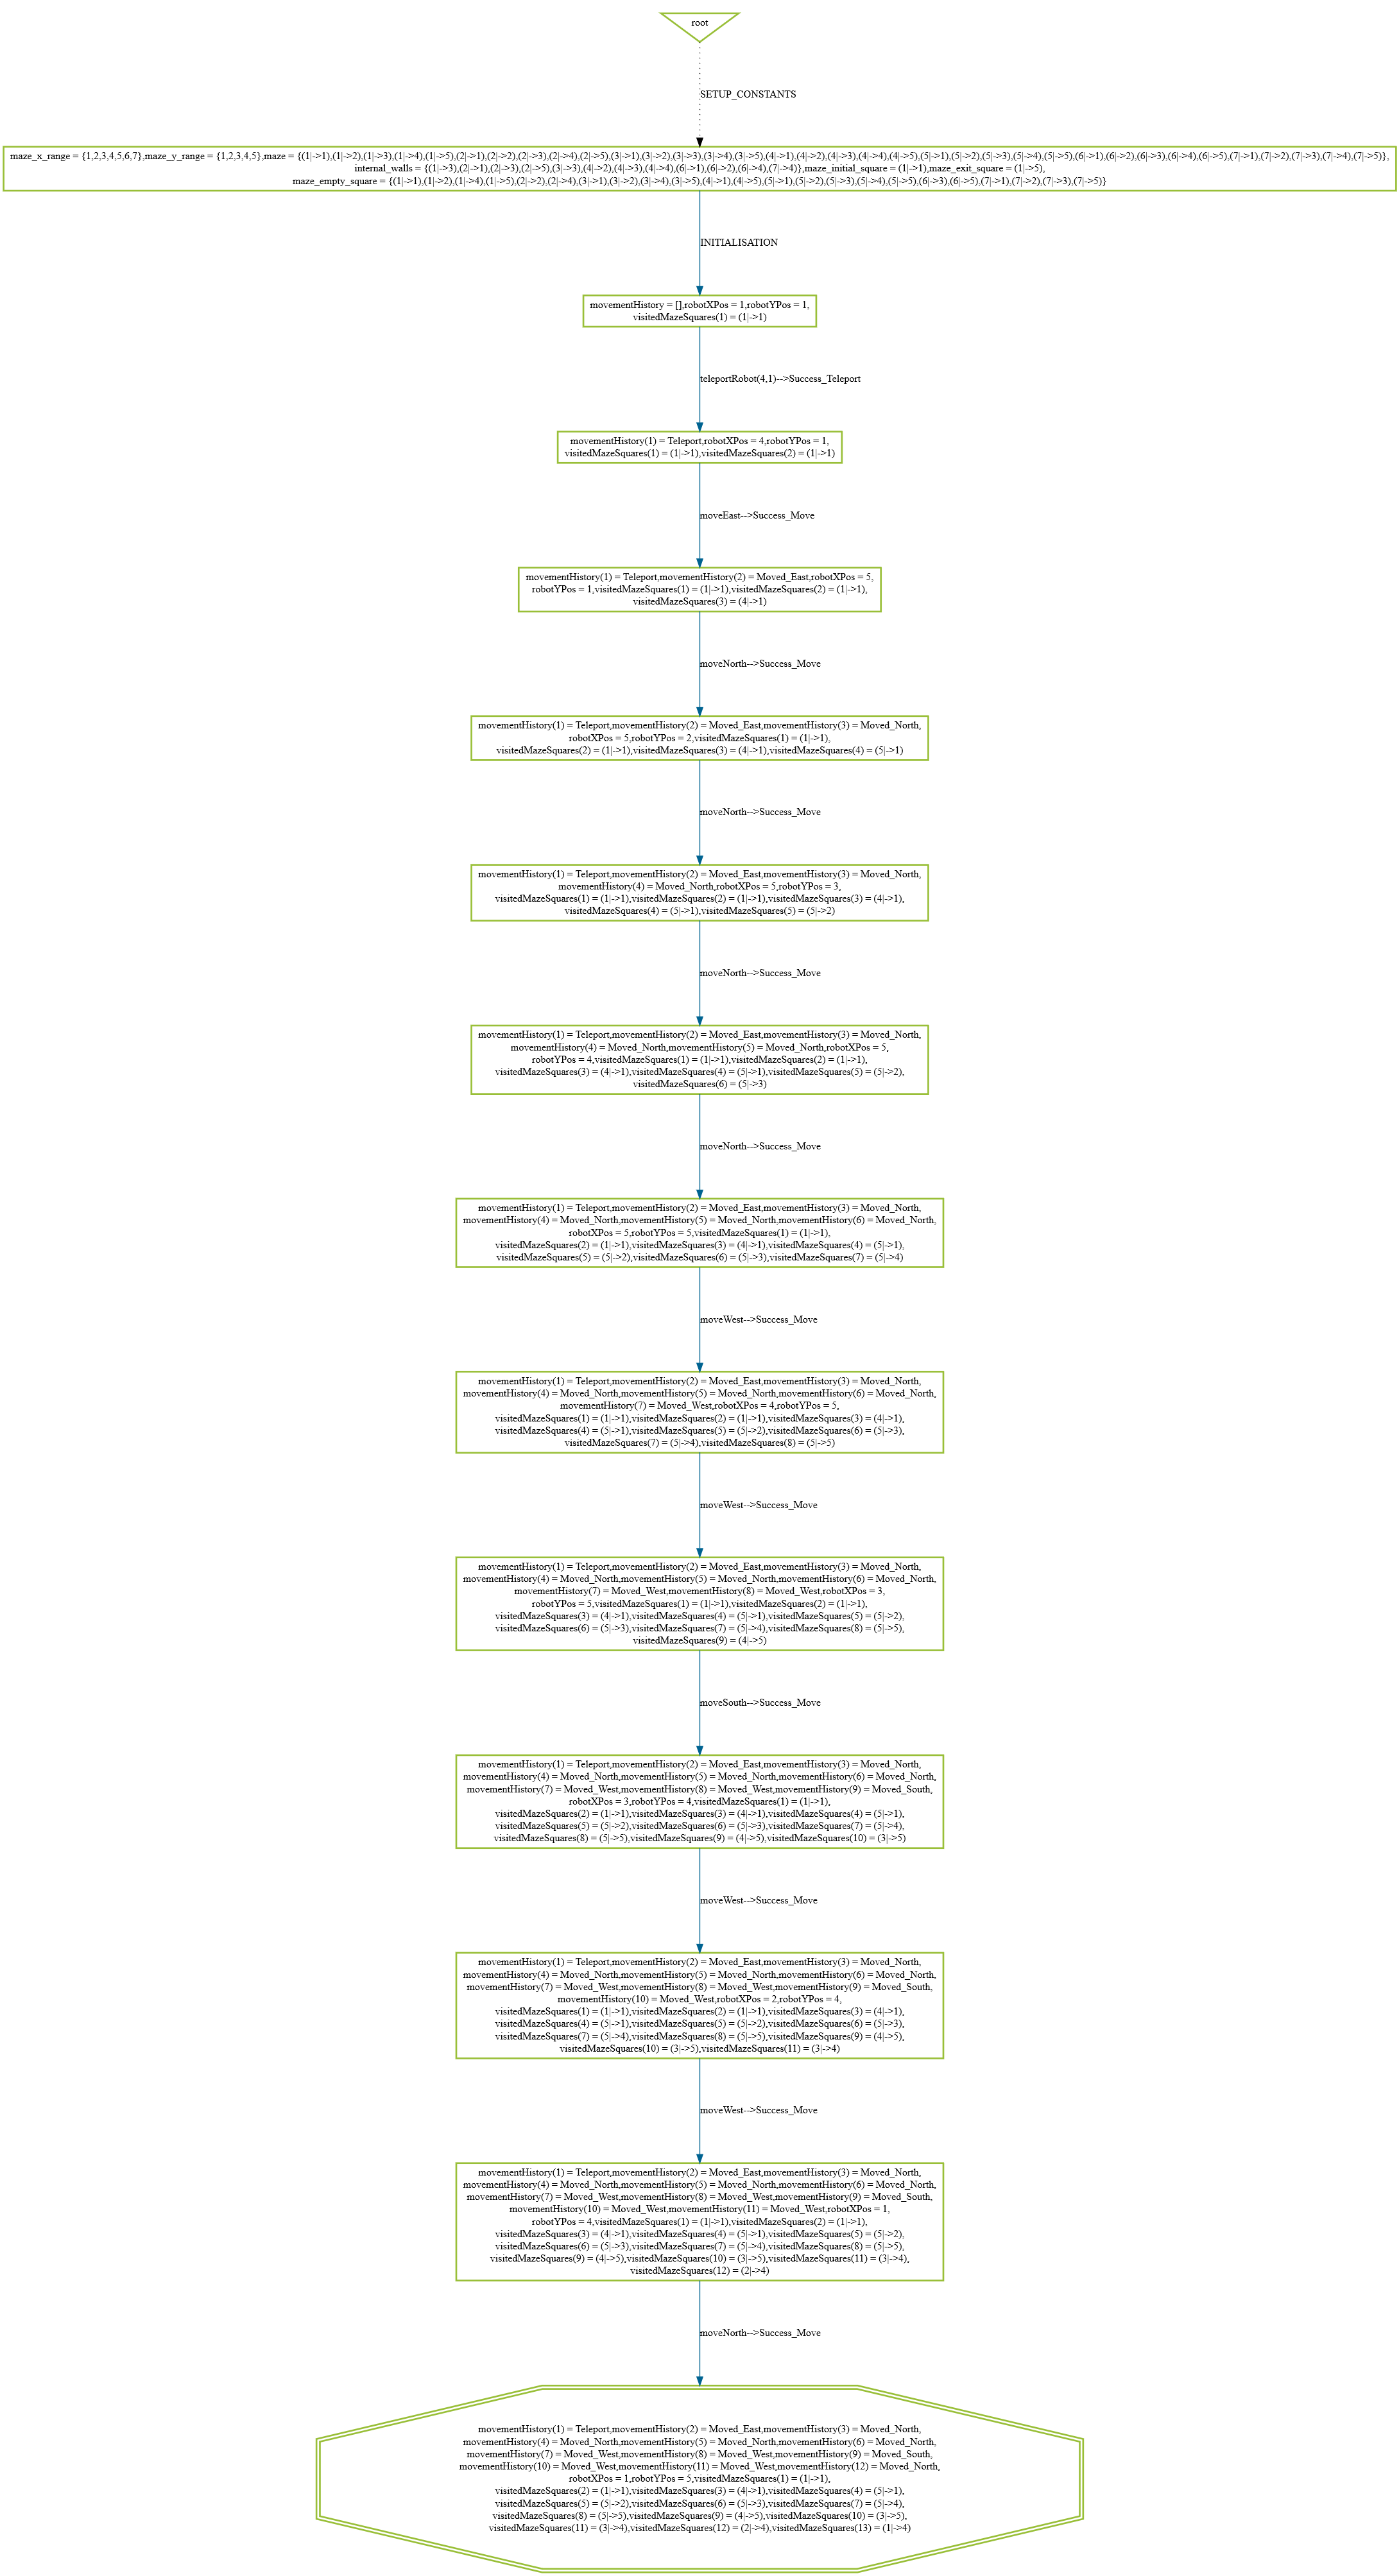 root
SETUP_CONSTANTS
maze_x_range = {1,2,3,4,5,6,7},maze_y_range = {1,2,3,4,5},maze = {(1|->1),(1|->2),(1|->3),(1|->4),(1|->5),(2|->1),(2|->2),(2|->3),(2|->4),(2|->5),(3|->1),(3|->2),(3|->3),(3|->4),(3|->5),(4|->1),(4|->2),(4|->3),(4|->4),(4|->5),(5|->1),(5|->2),(5|->3),(5|->4),(5|->5),(6|->1),(6|->2),(6|->3),(6|->4),(6|->5),(7|->1),(7|->2),(7|->3),(7|->4),(7|->5)},
internal_walls = {(1|->3),(2|->1),(2|->3),(2|->5),(3|->3),(4|->2),(4|->3),(4|->4),(6|->1),(6|->2),(6|->4),(7|->4)},maze_initial_square = (1|->1),maze_exit_square = (1|->5),
maze_empty_square = {(1|->1),(1|->2),(1|->4),(1|->5),(2|->2),(2|->4),(3|->1),(3|->2),(3|->4),(3|->5),(4|->1),(4|->5),(5|->1),(5|->2),(5|->3),(5|->4),(5|->5),(6|->3),(6|->5),(7|->1),(7|->2),(7|->3),(7|->5)}
INITIALISATION
movementHistory = [],robotXPos = 1,robotYPos = 1,
visitedMazeSquares(1) = (1|->1)
teleportRobot(4,1)-->Success_Teleport
movementHistory(1) = Teleport,robotXPos = 4,robotYPos = 1,
visitedMazeSquares(1) = (1|->1),visitedMazeSquares(2) = (1|->1)
moveEast-->Success_Move
movementHistory(1) = Teleport,movementHistory(2) = Moved_East,robotXPos = 5,
robotYPos = 1,visitedMazeSquares(1) = (1|->1),visitedMazeSquares(2) = (1|->1),
visitedMazeSquares(3) = (4|->1)
moveNorth-->Success_Move
movementHistory(1) = Teleport,movementHistory(2) = Moved_East,movementHistory(3) = Moved_North,
robotXPos = 5,robotYPos = 2,visitedMazeSquares(1) = (1|->1),
visitedMazeSquares(2) = (1|->1),visitedMazeSquares(3) = (4|->1),visitedMazeSquares(4) = (5|->1)
moveNorth-->Success_Move
movementHistory(1) = Teleport,movementHistory(2) = Moved_East,movementHistory(3) = Moved_North,
movementHistory(4) = Moved_North,robotXPos = 5,robotYPos = 3,
visitedMazeSquares(1) = (1|->1),visitedMazeSquares(2) = (1|->1),visitedMazeSquares(3) = (4|->1),
visitedMazeSquares(4) = (5|->1),visitedMazeSquares(5) = (5|->2)
moveNorth-->Success_Move
movementHistory(1) = Teleport,movementHistory(2) = Moved_East,movementHistory(3) = Moved_North,
movementHistory(4) = Moved_North,movementHistory(5) = Moved_North,robotXPos = 5,
robotYPos = 4,visitedMazeSquares(1) = (1|->1),visitedMazeSquares(2) = (1|->1),
visitedMazeSquares(3) = (4|->1),visitedMazeSquares(4) = (5|->1),visitedMazeSquares(5) = (5|->2),
visitedMazeSquares(6) = (5|->3)
moveNorth-->Success_Move
movementHistory(1) = Teleport,movementHistory(2) = Moved_East,movementHistory(3) = Moved_North,
movementHistory(4) = Moved_North,movementHistory(5) = Moved_North,movementHistory(6) = Moved_North,
robotXPos = 5,robotYPos = 5,visitedMazeSquares(1) = (1|->1),
visitedMazeSquares(2) = (1|->1),visitedMazeSquares(3) = (4|->1),visitedMazeSquares(4) = (5|->1),
visitedMazeSquares(5) = (5|->2),visitedMazeSquares(6) = (5|->3),visitedMazeSquares(7) = (5|->4)
moveWest-->Success_Move
movementHistory(1) = Teleport,movementHistory(2) = Moved_East,movementHistory(3) = Moved_North,
movementHistory(4) = Moved_North,movementHistory(5) = Moved_North,movementHistory(6) = Moved_North,
movementHistory(7) = Moved_West,robotXPos = 4,robotYPos = 5,
visitedMazeSquares(1) = (1|->1),visitedMazeSquares(2) = (1|->1),visitedMazeSquares(3) = (4|->1),
visitedMazeSquares(4) = (5|->1),visitedMazeSquares(5) = (5|->2),visitedMazeSquares(6) = (5|->3),
visitedMazeSquares(7) = (5|->4),visitedMazeSquares(8) = (5|->5)
moveWest-->Success_Move
movementHistory(1) = Teleport,movementHistory(2) = Moved_East,movementHistory(3) = Moved_North,
movementHistory(4) = Moved_North,movementHistory(5) = Moved_North,movementHistory(6) = Moved_North,
movementHistory(7) = Moved_West,movementHistory(8) = Moved_West,robotXPos = 3,
robotYPos = 5,visitedMazeSquares(1) = (1|->1),visitedMazeSquares(2) = (1|->1),
visitedMazeSquares(3) = (4|->1),visitedMazeSquares(4) = (5|->1),visitedMazeSquares(5) = (5|->2),
visitedMazeSquares(6) = (5|->3),visitedMazeSquares(7) = (5|->4),visitedMazeSquares(8) = (5|->5),
visitedMazeSquares(9) = (4|->5)
moveSouth-->Success_Move
movementHistory(1) = Teleport,movementHistory(2) = Moved_East,movementHistory(3) = Moved_North,
movementHistory(4) = Moved_North,movementHistory(5) = Moved_North,movementHistory(6) = Moved_North,
movementHistory(7) = Moved_West,movementHistory(8) = Moved_West,movementHistory(9) = Moved_South,
robotXPos = 3,robotYPos = 4,visitedMazeSquares(1) = (1|->1),
visitedMazeSquares(2) = (1|->1),visitedMazeSquares(3) = (4|->1),visitedMazeSquares(4) = (5|->1),
visitedMazeSquares(5) = (5|->2),visitedMazeSquares(6) = (5|->3),visitedMazeSquares(7) = (5|->4),
visitedMazeSquares(8) = (5|->5),visitedMazeSquares(9) = (4|->5),visitedMazeSquares(10) = (3|->5)
moveWest-->Success_Move
movementHistory(1) = Teleport,movementHistory(2) = Moved_East,movementHistory(3) = Moved_North,
movementHistory(4) = Moved_North,movementHistory(5) = Moved_North,movementHistory(6) = Moved_North,
movementHistory(7) = Moved_West,movementHistory(8) = Moved_West,movementHistory(9) = Moved_South,
movementHistory(10) = Moved_West,robotXPos = 2,robotYPos = 4,
visitedMazeSquares(1) = (1|->1),visitedMazeSquares(2) = (1|->1),visitedMazeSquares(3) = (4|->1),
visitedMazeSquares(4) = (5|->1),visitedMazeSquares(5) = (5|->2),visitedMazeSquares(6) = (5|->3),
visitedMazeSquares(7) = (5|->4),visitedMazeSquares(8) = (5|->5),visitedMazeSquares(9) = (4|->5),
visitedMazeSquares(10) = (3|->5),visitedMazeSquares(11) = (3|->4)
moveWest-->Success_Move
movementHistory(1) = Teleport,movementHistory(2) = Moved_East,movementHistory(3) = Moved_North,
movementHistory(4) = Moved_North,movementHistory(5) = Moved_North,movementHistory(6) = Moved_North,
movementHistory(7) = Moved_West,movementHistory(8) = Moved_West,movementHistory(9) = Moved_South,
movementHistory(10) = Moved_West,movementHistory(11) = Moved_West,robotXPos = 1,
robotYPos = 4,visitedMazeSquares(1) = (1|->1),visitedMazeSquares(2) = (1|->1),
visitedMazeSquares(3) = (4|->1),visitedMazeSquares(4) = (5|->1),visitedMazeSquares(5) = (5|->2),
visitedMazeSquares(6) = (5|->3),visitedMazeSquares(7) = (5|->4),visitedMazeSquares(8) = (5|->5),
visitedMazeSquares(9) = (4|->5),visitedMazeSquares(10) = (3|->5),visitedMazeSquares(11) = (3|->4),
visitedMazeSquares(12) = (2|->4)
moveNorth-->Success_Move
movementHistory(1) = Teleport,movementHistory(2) = Moved_East,movementHistory(3) = Moved_North,
movementHistory(4) = Moved_North,movementHistory(5) = Moved_North,movementHistory(6) = Moved_North,
movementHistory(7) = Moved_West,movementHistory(8) = Moved_West,movementHistory(9) = Moved_South,
movementHistory(10) = Moved_West,movementHistory(11) = Moved_West,movementHistory(12) = Moved_North,
robotXPos = 1,robotYPos = 5,visitedMazeSquares(1) = (1|->1),
visitedMazeSquares(2) = (1|->1),visitedMazeSquares(3) = (4|->1),visitedMazeSquares(4) = (5|->1),
visitedMazeSquares(5) = (5|->2),visitedMazeSquares(6) = (5|->3),visitedMazeSquares(7) = (5|->4),
visitedMazeSquares(8) = (5|->5),visitedMazeSquares(9) = (4|->5),visitedMazeSquares(10) = (3|->5),
visitedMazeSquares(11) = (3|->4),visitedMazeSquares(12) = (2|->4),visitedMazeSquares(13) = (1|->4)